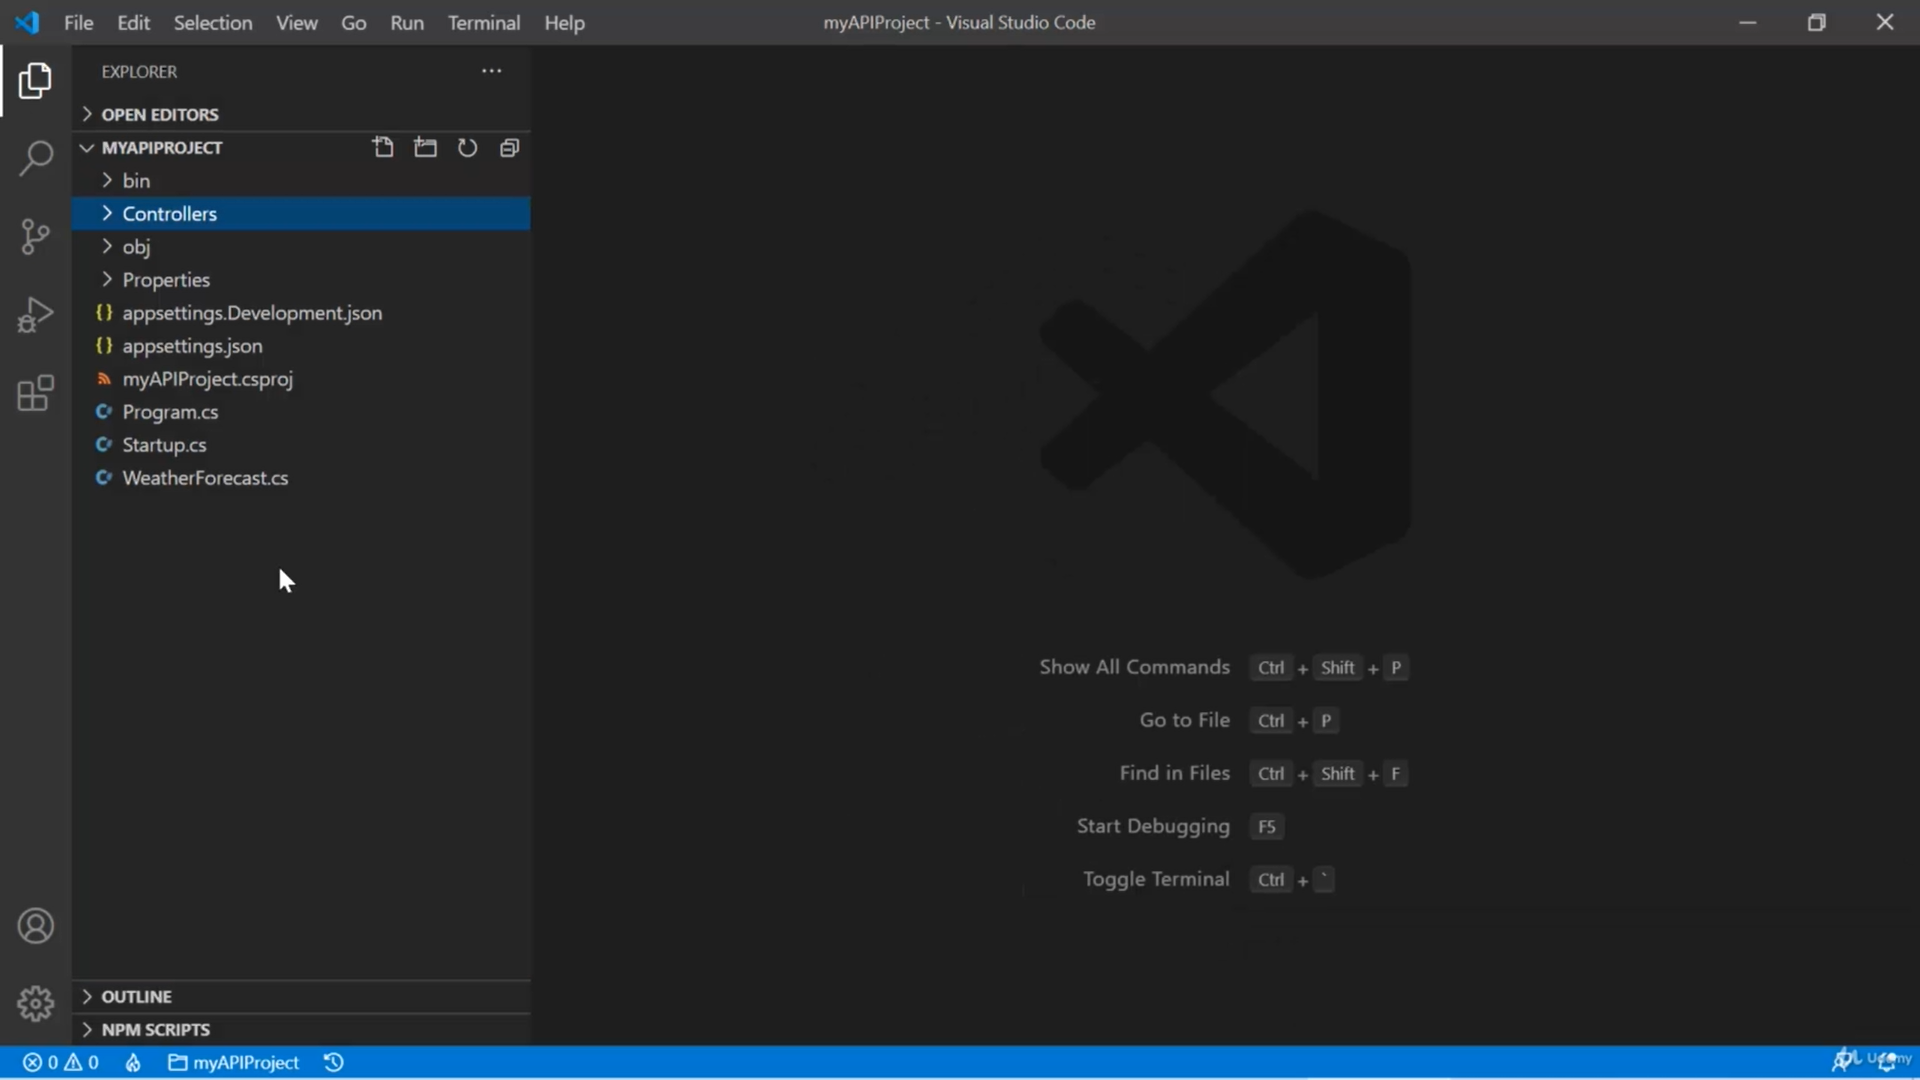 File Edit Selection View Go Run Terminal Help
myAPIProject - Visual Studio Code
EXPLORER
OPEN EDITORS
MYAPIPROJECT
bin
Controllers
obj
Properties
{} appsettings.Development.json
{} appsettings.json
myAPIProject.csproj
C# Program.cs
C# Startup.cs
C# WeatherForecast.cs
Show All Commands Ctrl + Shift + P
Go to File Ctrl + P
Find in Files Ctrl + Shift + F
Start Debugging F5
Toggle Terminal Ctrl + `
OUTLINE
NPM SCRIPTS
0 0 myAPIProject
Udemy